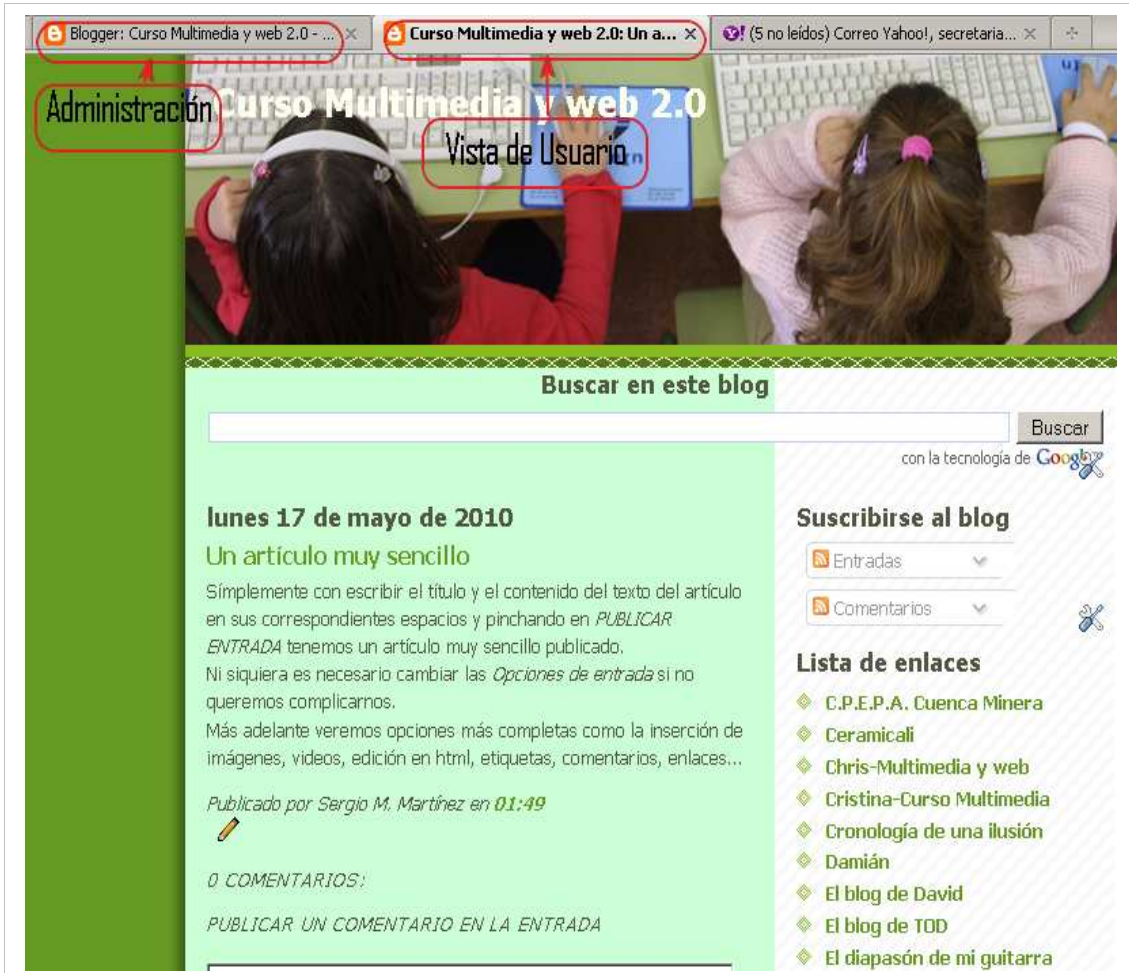 Blogger: Curso Multimedia y web 2.0 - ...
Curso Multimedia y web 2.0: Un a...
(5 no leídos) Correo Yahoo!, secretaria...
Administración
Curso Multimedia y web 2.0
Vista de Usuario
Buscar en este blog
Buscar
con la tecnología de Google
lunes 17 de mayo de 2010
Un artículo muy sencillo
Símplemente con escribir el título y el contenido del texto del artículo
en sus correspondientes espacios y pinchando en PUBLICAR
ENTRADA tenemos un artículo muy sencillo publicado.
Ni siquiera es necesario cambiar las Opciones de entrada si no
queremos complicarnos.
Más adelante veremos opciones más completas como la inserción de
imágenes, videos, edición en html, etiquetas, comentarios, enlaces...
Publicado por Sergio M. Martínez en 01:49
0 COMENTARIOS:
PUBLICAR UN COMENTARIO EN LA ENTRADA
Suscribirse al blog
Entradas
Comentarios
Lista de enlaces
C.P.E.P.A. Cuenca Minera
Ceramicali
Chris-Multimedia y web
Cristina-Curso Multimedia
Cronología de una ilusión
Damián
El blog de David
El blog de TOD
El diapasón de mi guitarra